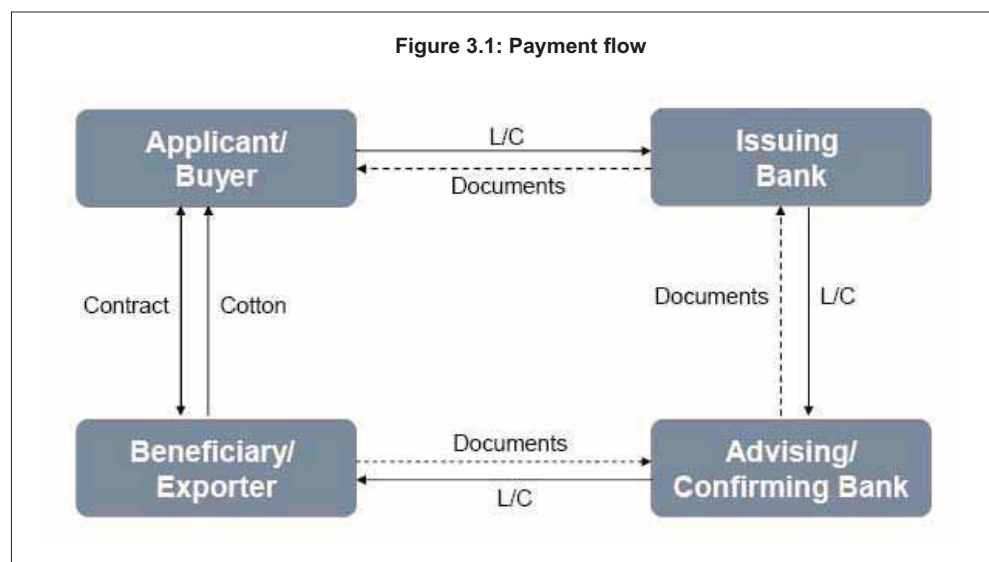 Figure 3.1: Payment flow
Applicant/
Buyer
L/C
Documents
Issuing
Bank
Contract
Cotton
Documents
L/C
Beneficiary/
Exporter
Documents
L/C
Advising/
Confirming Bank